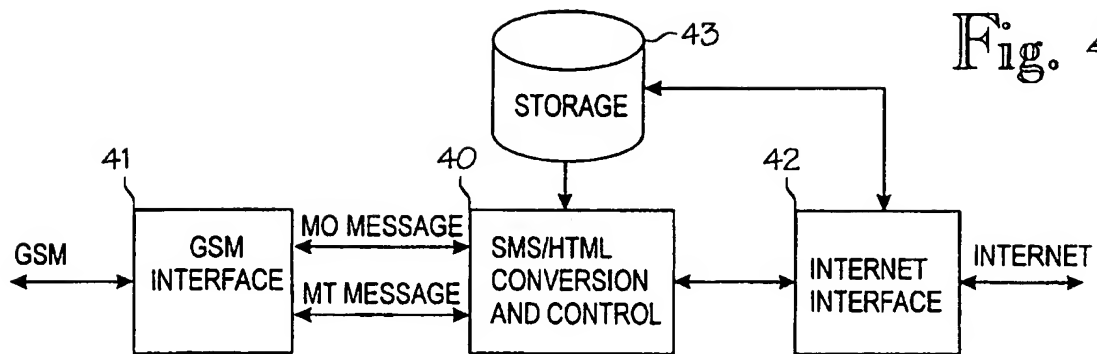 43
Fig. 4
STORAGE
41
40
42
GSM
GSM
INTERFACE
MO MESSAGE
MT MESSAGE
SMS/HTML
CONVERSION
AND CONTROL
INTERNET
INTERFACE
INTERNET